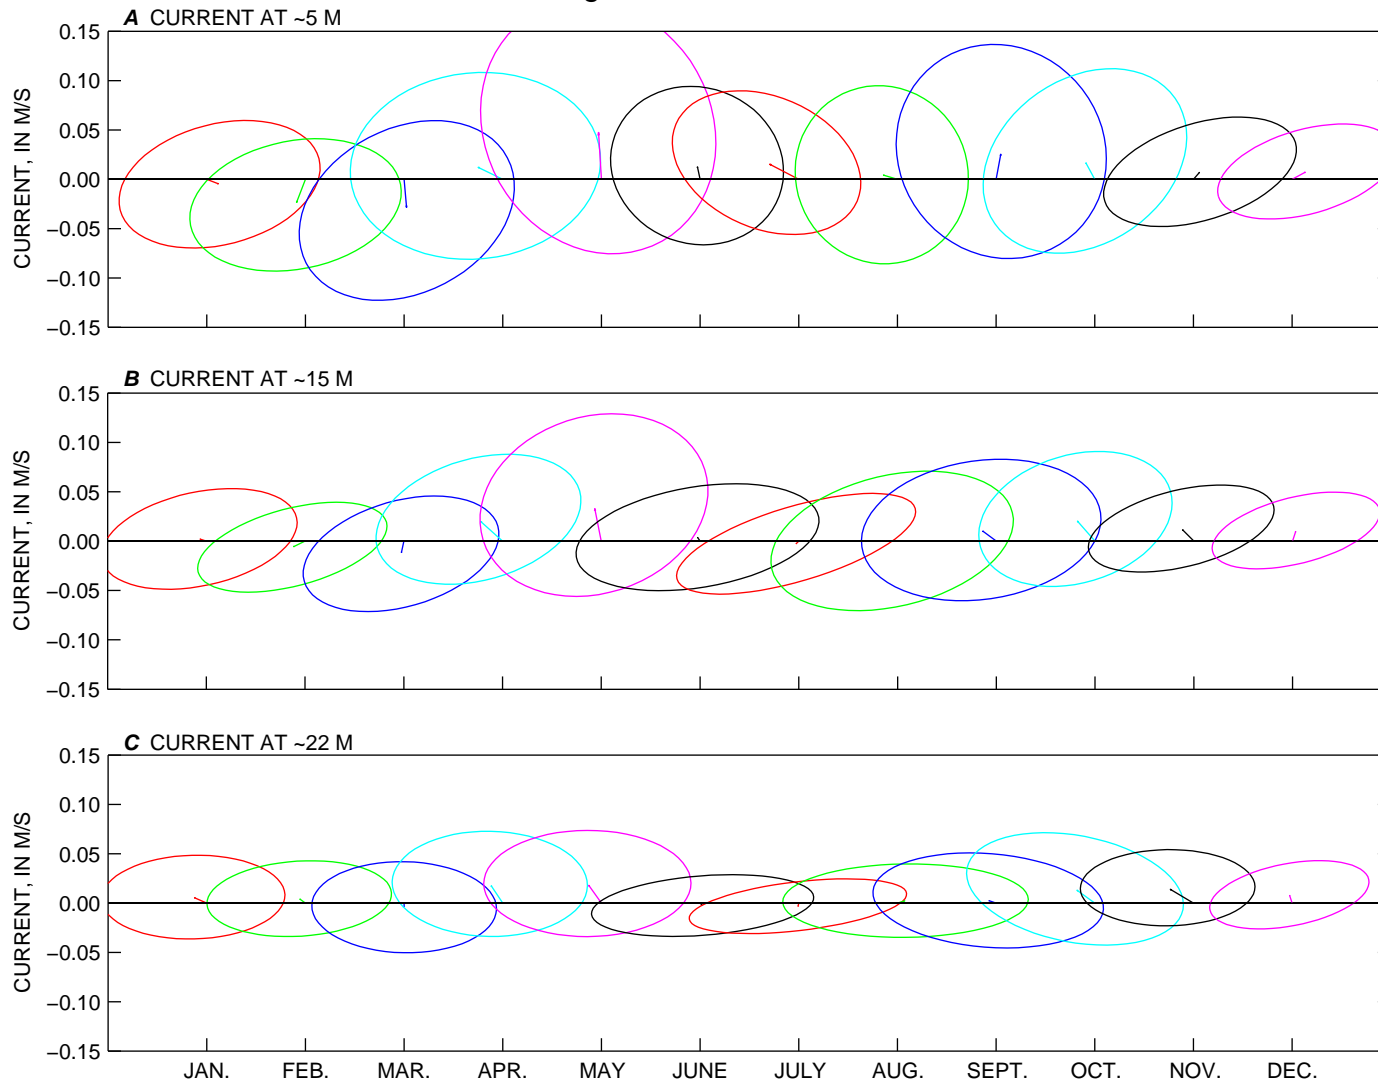 g
A CURRENT AT ~5 M
0.15
0.10
0.05
0.00
−0.05
−0.10
−0.15
CURRENT, IN M/S
B CURRENT AT ~15 M
0.15
0.10
0.05
0.00
−0.05
−0.10
−0.15
CURRENT, IN M/S
C CURRENT AT ~22 M
0.15
0.10
0.05
0.00
−0.05
−0.10
−0.15
CURRENT, IN M/S
JAN. FEB. MAR. APR. MAY JUNE JULY AUG. SEPT. OCT. NOV. DEC.